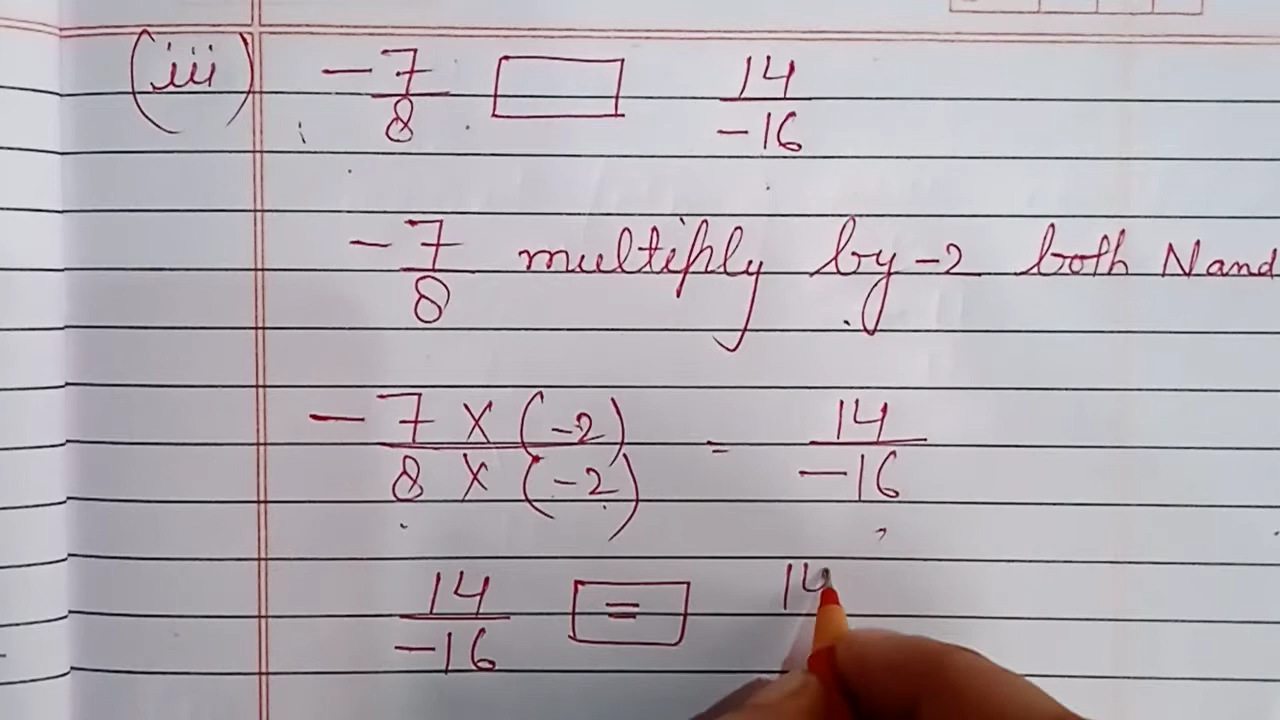 (iii) -7/8 □ 14/-16
-7/8 multiply by -2 both N and
-7 × (-2) / 8 × (-2) = 14/-16
14/-16 = 14